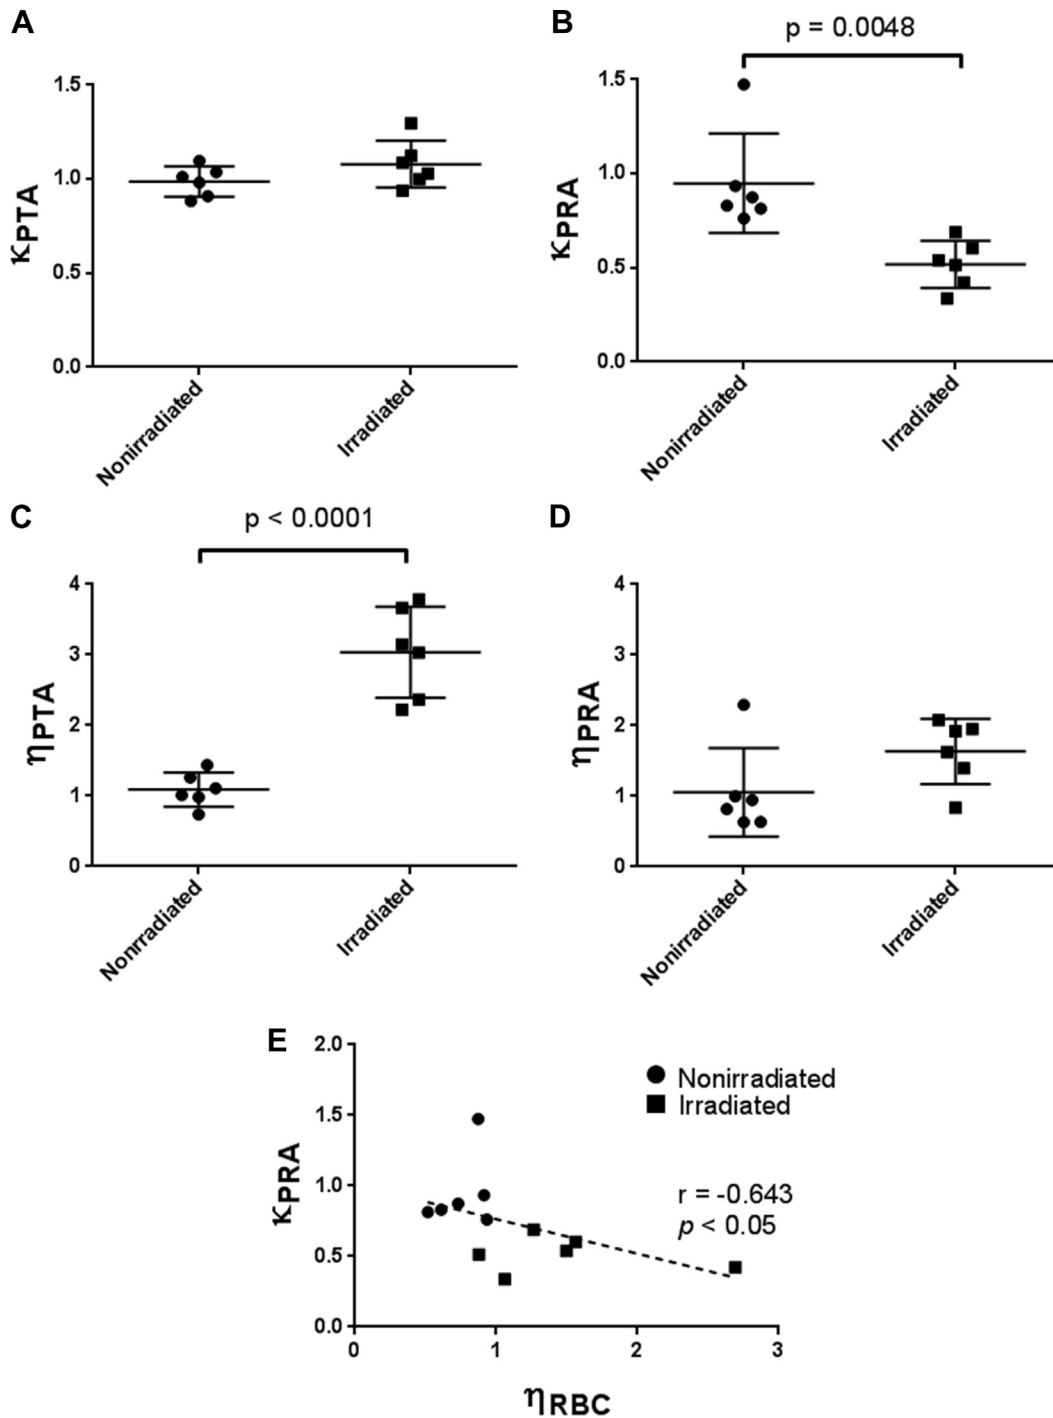 A
κPTA
1.5
1.0
0.5
0.0
Nonirradiated
Irradiated
B
p = 0.0048
κPRA
1.5
1.0
0.5
0.0
Nonirradiated
Irradiated
C
p < 0.0001
ηPTA
4
3
2
1
0
Nonrradiated
Irradiated
D
ηPRA
4
3
2
1
0
Nonirradiated
Irradiated
E
κPRA
2.0
1.5
1.0
0.5
0.0
Nonirradiated
Irradiated
r = -0.643
p < 0.05
0 1 2 3
ηRBC